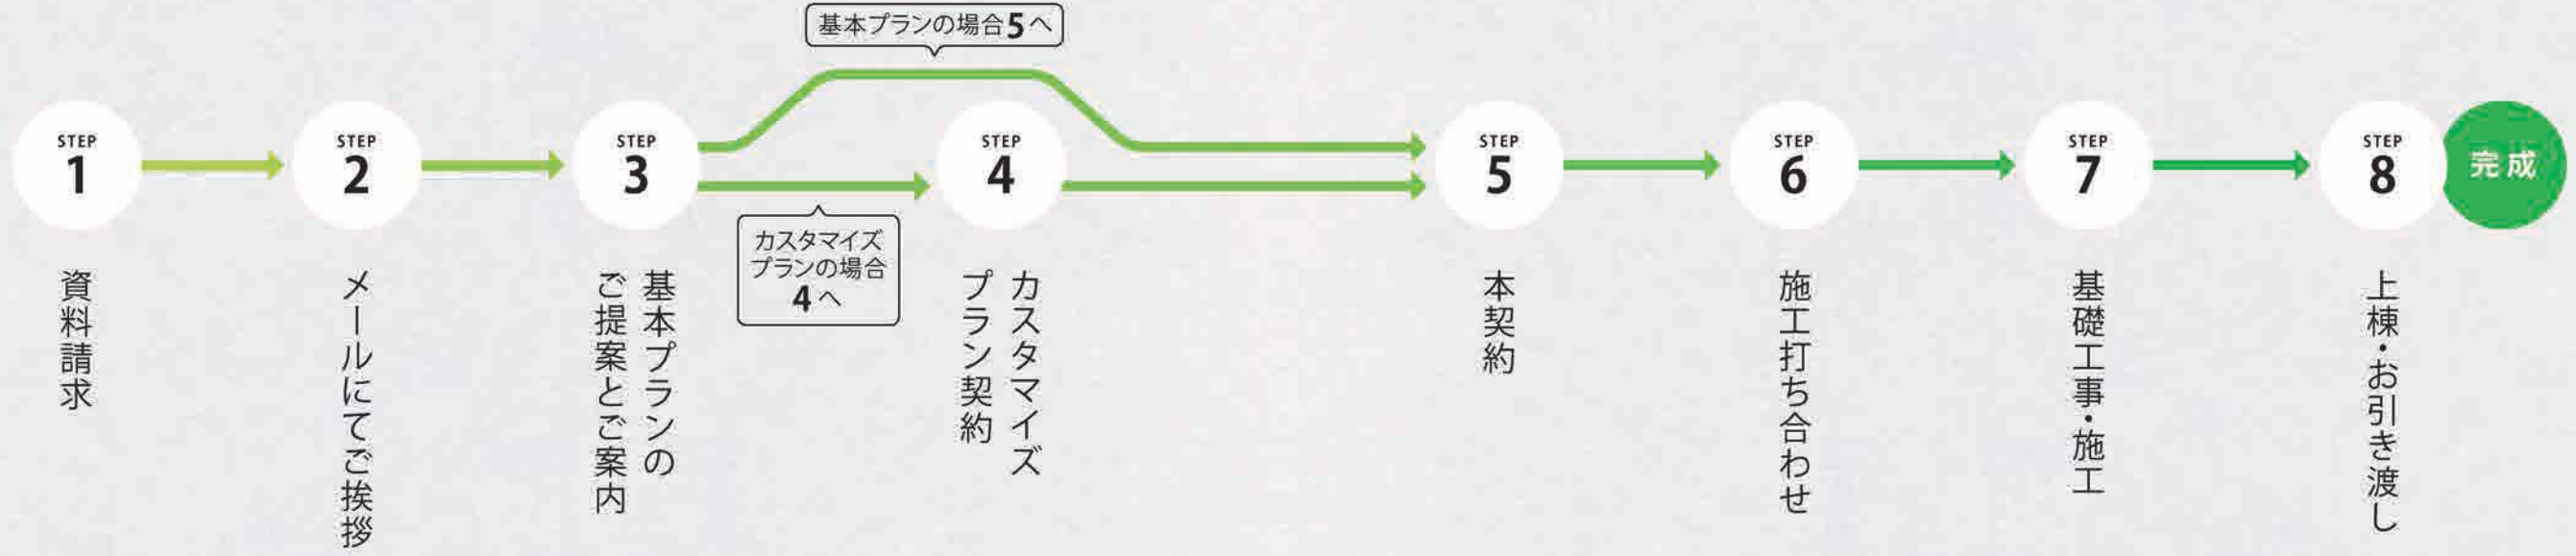 基本プランの場合5へ
STEP
1
資料請求
STEP
2
メールにてご挨拶
STEP
3
基本プランの
ご提案とご案内
カスタマイズ
プランの場合
4へ
STEP
4
カスタマイズ
プラン契約
STEP
5
本契約
STEP
6
施工打ち合わせ
STEP
7
基礎工事・施工
STEP
8
上棟・お引き渡し
完成